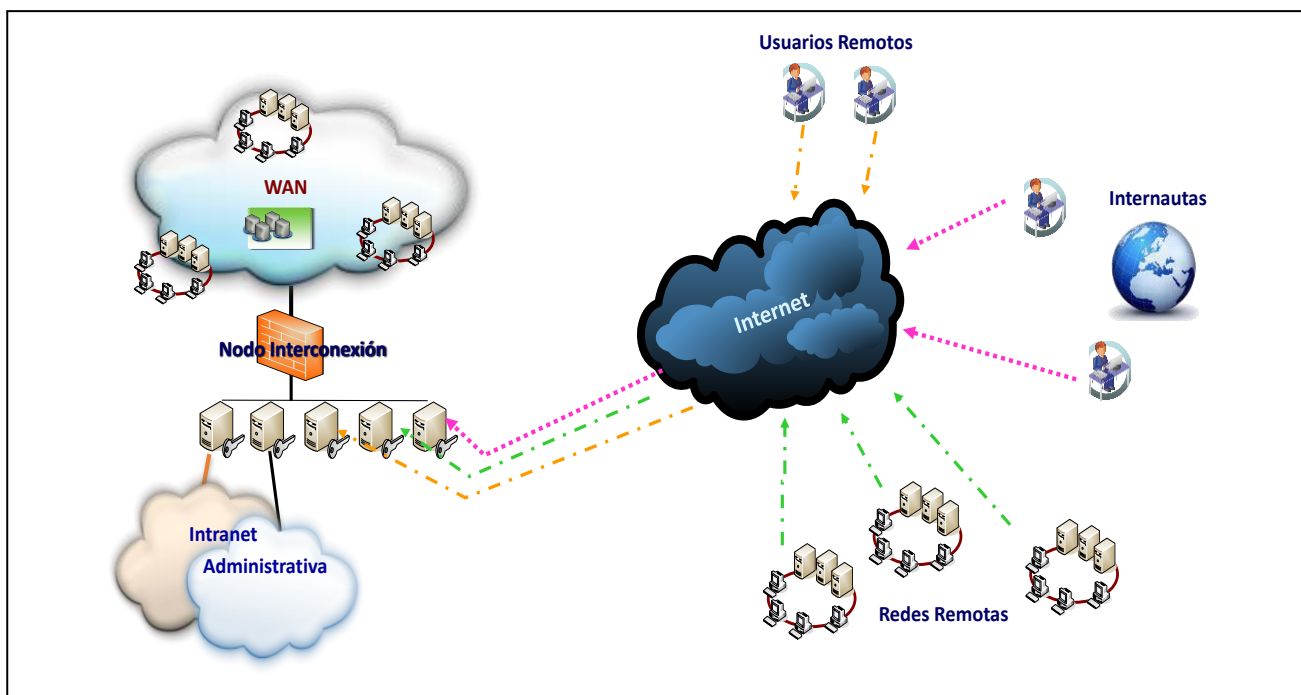 Usuarios Remotos
WAN
Internautas
Internet
Nodo Interconexión
Intranet
Administrativa
Redes Remotas